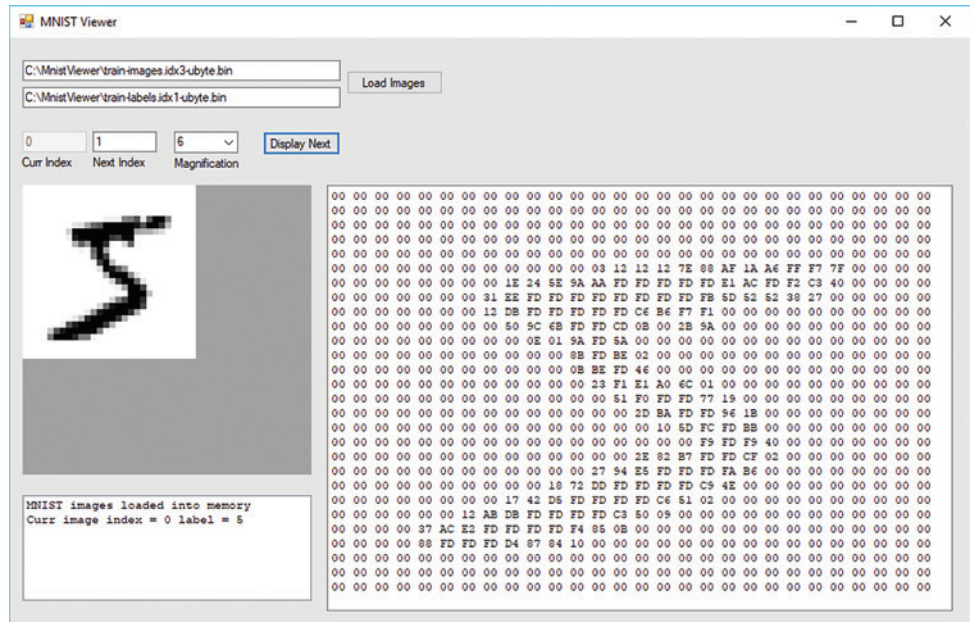 MNIST Viewer
C:\MnistViewer\train-images.idx3-ubyte.bin
Load Images
C:\MnistViewer\train-labels.idx1-ubyte.bin
0 1 6 Display Next
Curr Index Next Index Magnification
00 00 00 00 00 00 00 00 00 00 00 00 00 00 00 00 00 00 00 00 00 00 00 00 00 00 00 00
00 00 00 00 00 00 00 00 00 00 00 00 00 00 00 00 00 00 00 00 00 00 00 00 00 00 00 00
00 00 00 00 00 00 00 00 00 00 00 00 00 00 00 00 00 00 00 00 00 00 00 00 00 00 00 00
00 00 00 00 00 00 00 00 00 00 00 00 00 00 00 00 00 00 00 00 00 00 00 00 00 00 00 00
00 00 00 00 00 00 00 00 00 00 00 00 00 00 00 00 00 00 00 00 00 00 00 00 00 00 00 00
00 00 00 00 00 00 00 00 00 00 00 00 03 12 12 12 7E 88 AF 1A A6 FF F7 7F 00 00 00 00
00 00 00 00 00 00 00 00 1E 24 5E 9A AA FD FD FD FD FD E1 AC FD F2 C3 40 00 00 00 00
00 00 00 00 00 00 00 31 EE FD FD FD FD FD FD FD FD FB 5D 52 52 38 27 00 00 00 00 00
00 00 00 00 00 00 00 12 DB FD FD FD FD FD C6 B6 F7 F1 00 00 00 00 00 00 00 00 00 00
00 00 00 00 00 00 00 00 50 9C 6B FD FD CD 0B 00 2B 9A 00 00 00 00 00 00 00 00 00 00
00 00 00 00 00 00 00 00 00 0E 01 9A FD 5A 00 00 00 00 00 00 00 00 00 00 00 00 00 00
00 00 00 00 00 00 00 00 00 00 00 8B FD BE 02 00 00 00 00 00 00 00 00 00 00 00 00 00
00 00 00 00 00 00 00 00 00 00 00 0B BE FD 46 00 00 00 00 00 00 00 00 00 00 00 00 00
00 00 00 00 00 00 00 00 00 00 00 00 23 F1 E1 A0 6C 01 00 00 00 00 00 00 00 00 00 00
00 00 00 00 00 00 00 00 00 00 00 00 00 51 F0 FD FD 77 19 00 00 00 00 00 00 00 00 00
00 00 00 00 00 00 00 00 00 00 00 00 00 00 2D BA FD FD 96 1B 00 00 00 00 00 00 00 00
00 00 00 00 00 00 00 00 00 00 00 00 00 00 00 10 5D FC FD BB 00 00 00 00 00 00 00 00
00 00 00 00 00 00 00 00 00 00 00 00 00 00 00 00 00 F9 FD F9 40 00 00 00 00 00 00 00
00 00 00 00 00 00 00 00 00 00 00 00 00 00 2E 82 B7 FD FD CF 02 00 00 00 00 00 00 00
00 00 00 00 00 00 00 00 00 00 00 00 27 94 E5 FD FD FD FA B6 00 00 00 00 00 00 00 00
00 00 00 00 00 00 00 00 00 00 18 72 DD FD FD FD FD C9 4E 00 00 00 00 00 00 00 00 00
00 00 00 00 00 00 00 00 17 42 D5 FD FD FD FD C6 51 02 00 00 00 00 00 00 00 00 00 00
00 00 00 00 00 00 12 AB DB FD FD FD FD C3 50 09 00 00 00 00 00 00 00 00 00 00 00 00
00 00 00 00 37 AC E2 FD FD FD FD F4 85 0B 00 00 00 00 00 00 00 00 00 00 00 00 00 00
00 00 00 00 88 FD FD FD D4 87 84 10 00 00 00 00 00 00 00 00 00 00 00 00 00 00 00 00
00 00 00 00 00 00 00 00 00 00 00 00 00 00 00 00 00 00 00 00 00 00 00 00 00 00 00 00
00 00 00 00 00 00 00 00 00 00 00 00 00 00 00 00 00 00 00 00 00 00 00 00 00 00 00 00
00 00 00 00 00 00 00 00 00 00 00 00 00 00 00 00 00 00 00 00 00 00 00 00 00 00 00 00
5
MNIST images loaded into memory
Curr image index = 0 label = 5